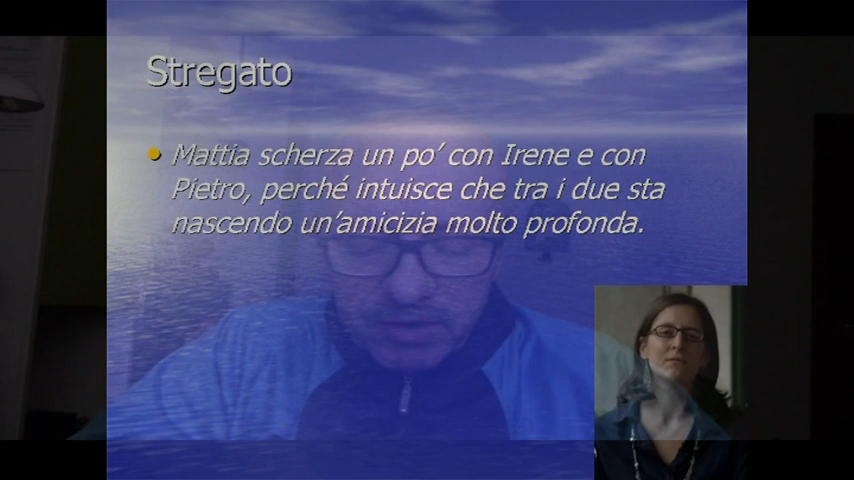 Stregato
• Mattia scherza un po’ con Irene e con
Pietro, perché intuisce che tra i due sta
nascendo un’amicizia molto profonda.